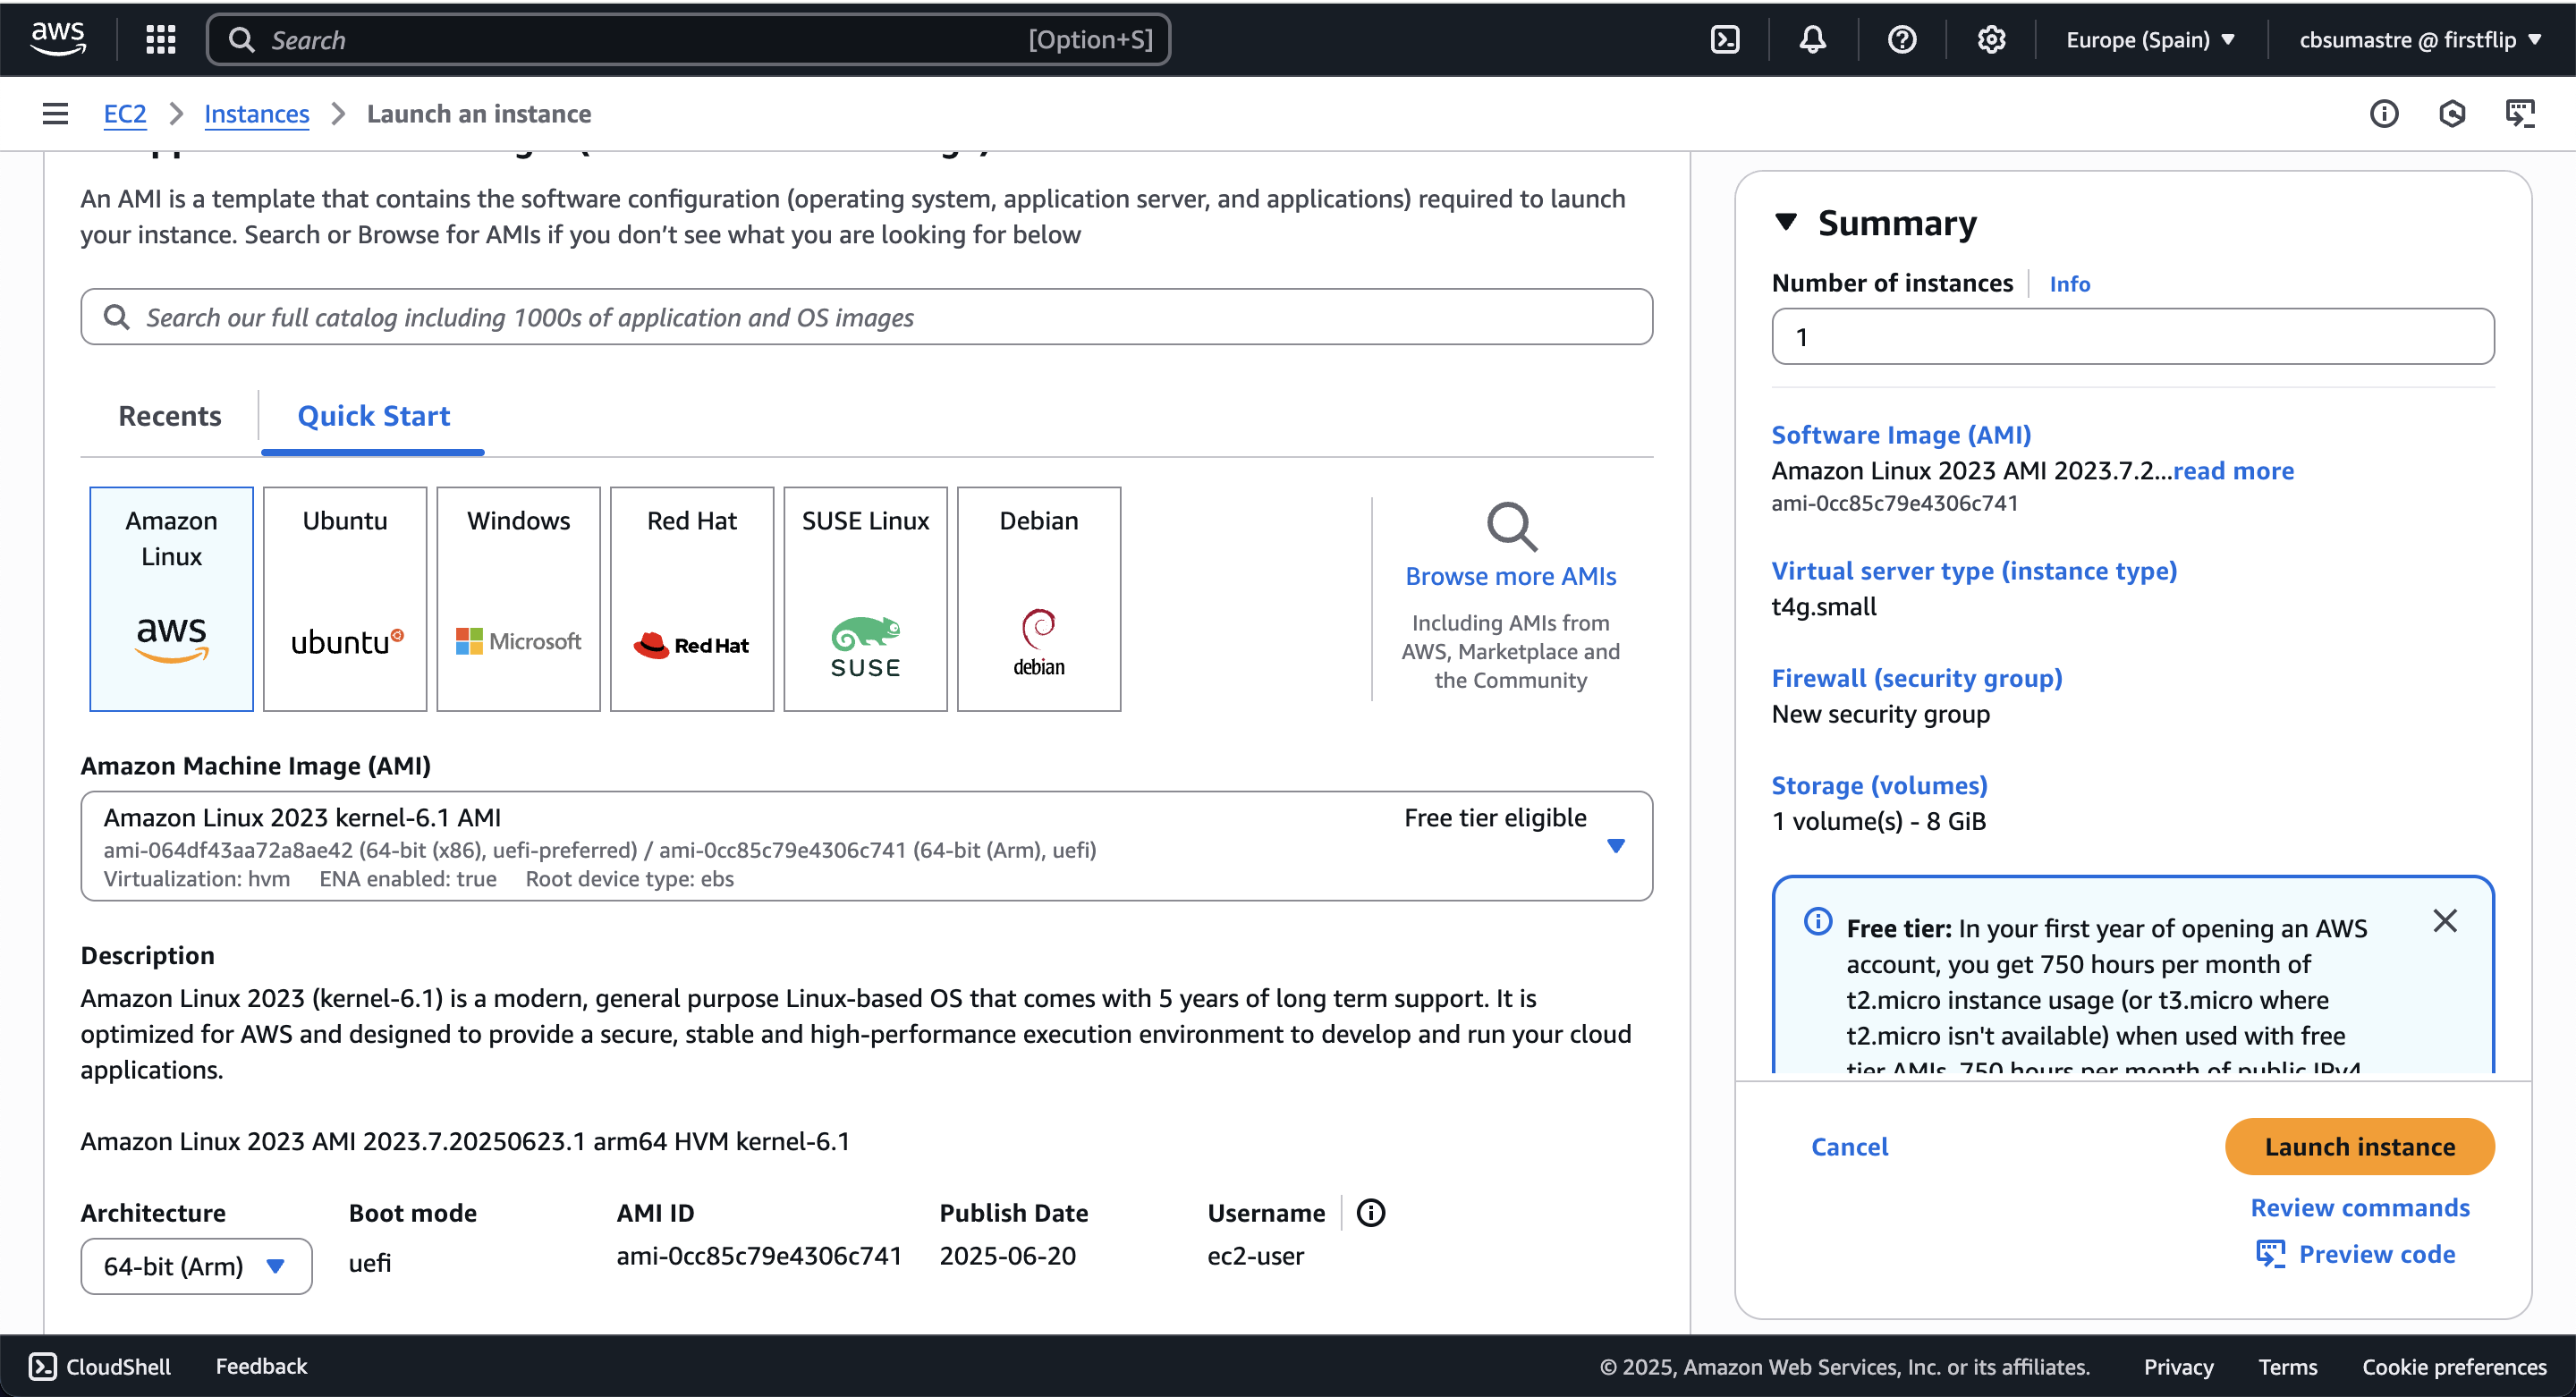 aws
Search
[Option+S]
Europe (Spain)
cbsumastre @ firstflip
EC2
Instances
Launch an instance
An AMI is a template that contains the software configuration (operating system, application server, and applications) required to launch
your instance. Search or Browse for AMIs if you don’t see what you are looking for below
Search our full catalog including 1000s of application and OS images
Recents
Quick Start
Amazon
Linux
aws
Ubuntu
ubuntu
Windows
Microsoft
Red Hat
Red Hat
SUSE Linux
SUSE
Debian
debian
Browse more AMIs
Including AMIs from
AWS, Marketplace and
the Community
Amazon Machine Image (AMI)
Amazon Linux 2023 kernel-6.1 AMI
Free tier eligible
ami-064df43aa72a8ae42 (64-bit (x86), uefi-preferred) / ami-0cc85c79e4306c741 (64-bit (Arm), uefi)
Virtualization: hvm ENA enabled: true Root device type: ebs
Description
Amazon Linux 2023 (kernel-6.1) is a modern, general purpose Linux-based OS that comes with 5 years of long term support. It is
optimized for AWS and designed to provide a secure, stable and high-performance execution environment to develop and run your cloud
applications.
Amazon Linux 2023 AMI 2023.7.20250623.1 arm64 HVM kernel-6.1
Architecture
64-bit (Arm)
Boot mode
uefi
AMI ID
ami-0cc85c79e4306c741
Publish Date
2025-06-20
Username
ec2-user
Summary
Number of instances
Info
1
Software Image (AMI)
Amazon Linux 2023 AMI 2023.7.2...read more
ami-0cc85c79e4306c741
Virtual server type (instance type)
t4g.small
Firewall (security group)
New security group
Storage (volumes)
1 volume(s) - 8 GiB
Free tier: In your first year of opening an AWS
account, you get 750 hours per month of
t2.micro instance usage (or t3.micro where
t2.micro isn't available) when used with free
tier AMIs, 750 hours per month of public IPv4
Cancel
Launch instance
Review commands
Preview code
CloudShell
Feedback
© 2025, Amazon Web Services, Inc. or its affiliates.
Privacy
Terms
Cookie preferences